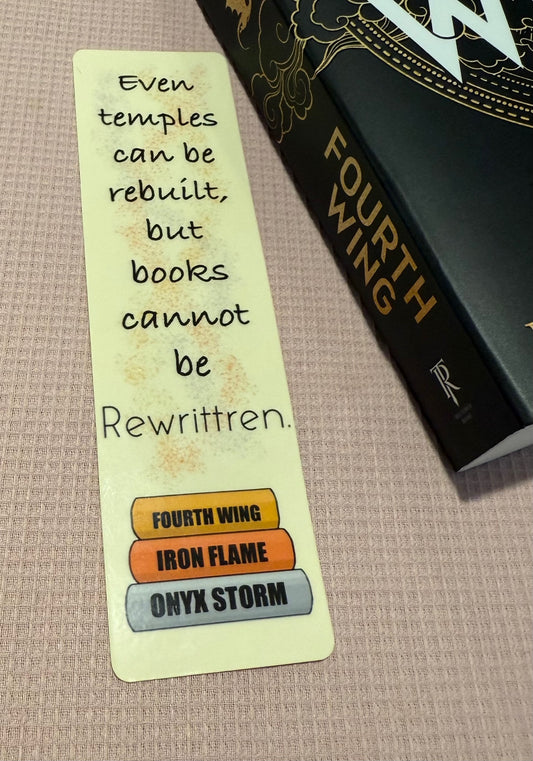 Even
temples
can be
rebuilt,
but
books
cannot
be
Rewrittren.
FOURTH WING
IRON FLAME
ONYX STORM
W
FOURTH
WING